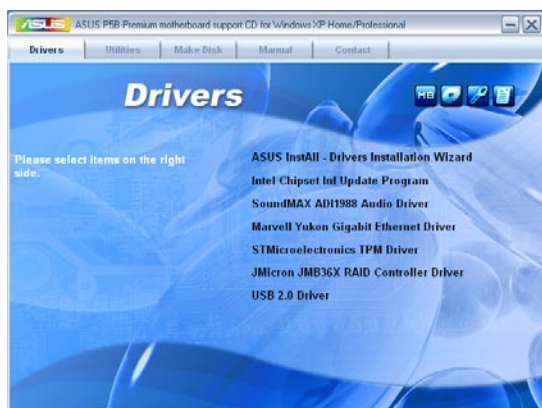 ASUS ASUS P5B-Premium motherboard support CD for Windows XP Home/Professional
Drivers Utilities Make Disk Manual Contact
Drivers
MB
Please select items on the right
side.
ASUS InstAll - Drivers Installation Wizard
Intel Chipset Inf Update Program
SoundMAX ADI1988 Audio Driver
Marvell Yukon Gigabit Ethernet Driver
STMicroelectronics TPM Driver
JMicron JMB36X RAID Controller Driver
USB 2.0 Driver